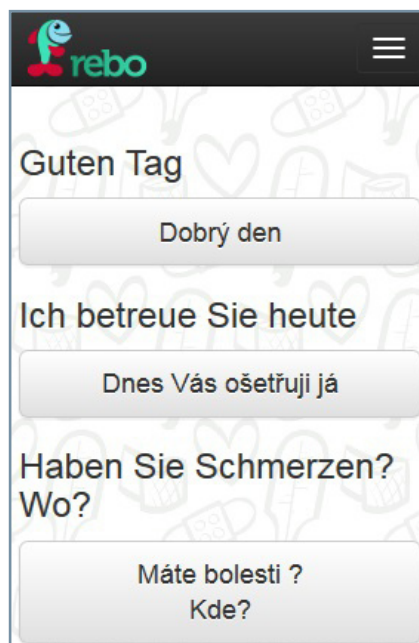 rebo
Guten Tag
Dobrý den
Ich betreue Sie heute
Dnes Vás ošetřuji já
Haben Sie Schmerzen?
Wo?
Máte bolesti ?
Kde?